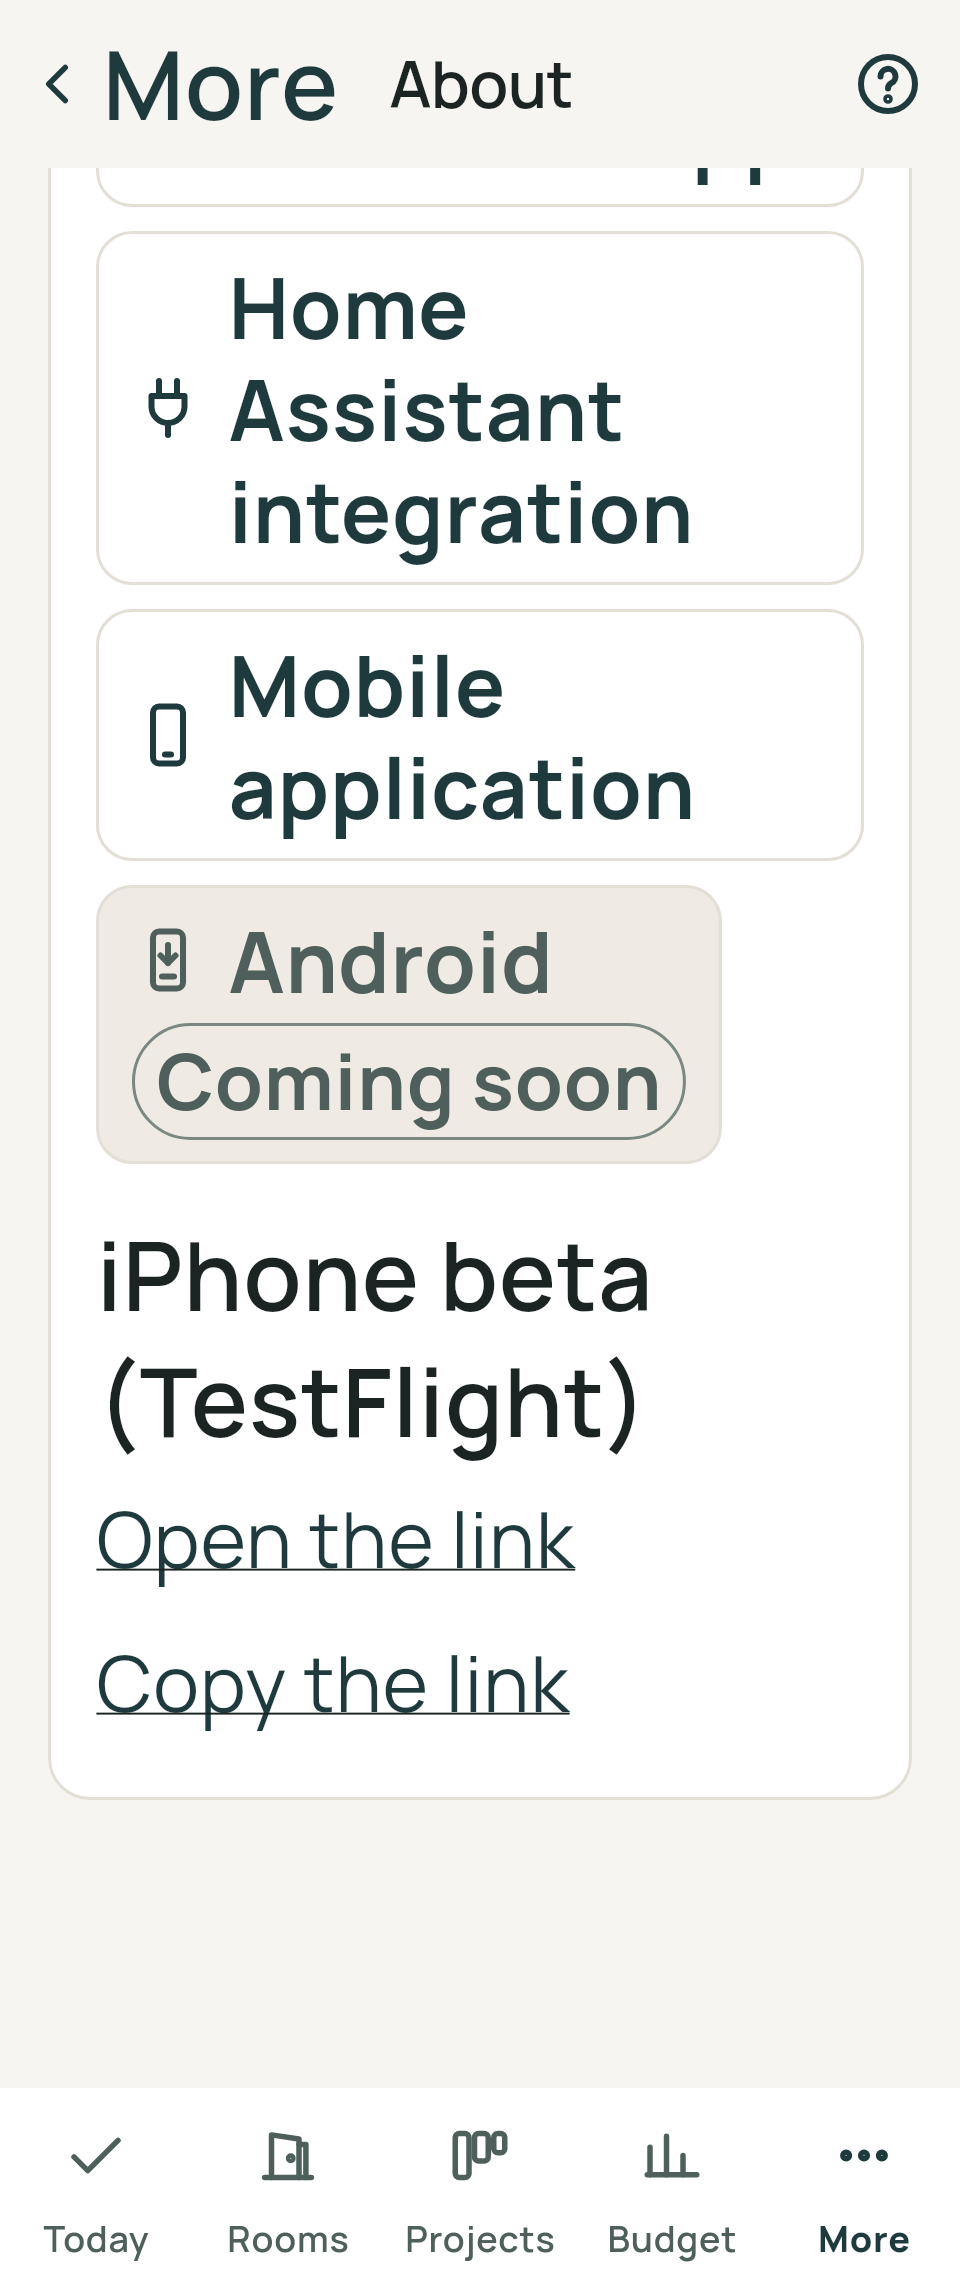 More About
Home
Assistant
integration
Mobile
application
Android
Coming soon
iPhone beta
(TestFlight)
Open the link
Copy the link
Today Rooms Projects Budget More